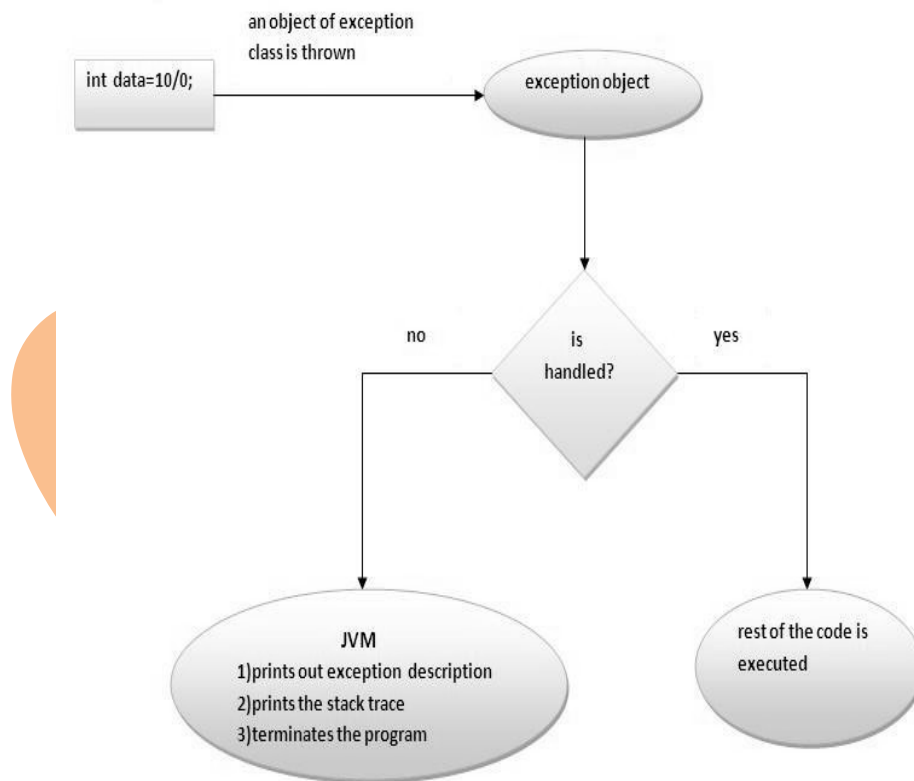 an object of exception
class is thrown
int data=10/0;
exception object
no
is
handled?
yes
JVM
1)prints out exception description
2)prints the stack trace
3)terminates the program
rest of the code is
executed